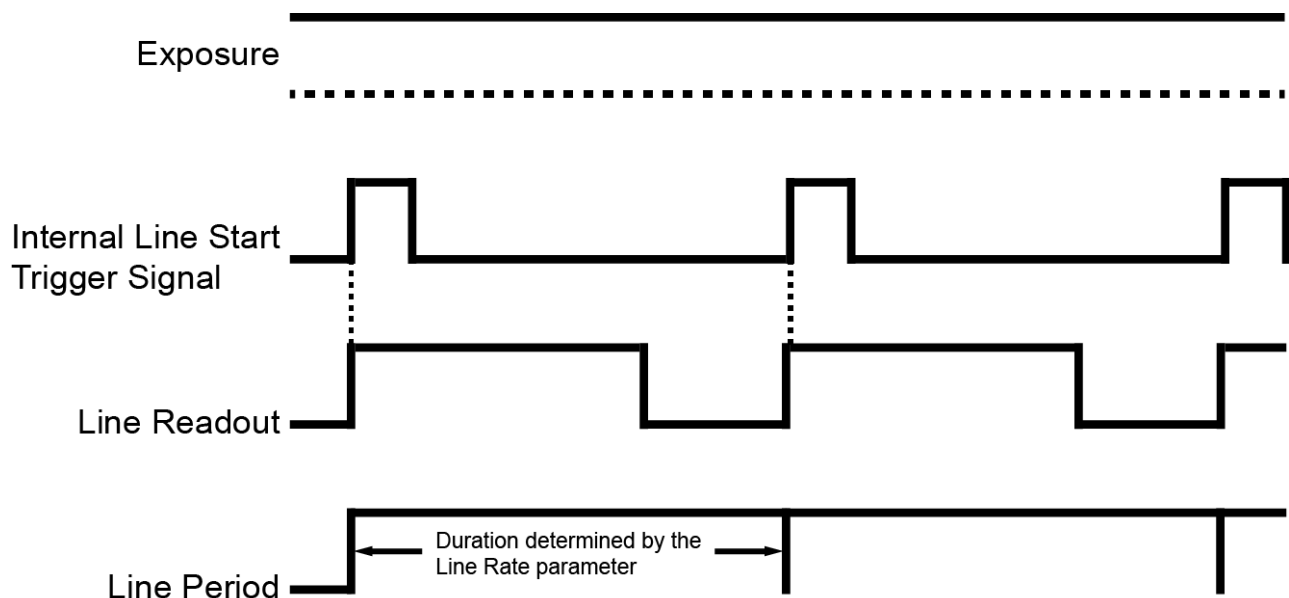 Exposure
Internal Line Start
Trigger Signal
Line Readout
Duration determined by the
Line Rate parameter
Line Period